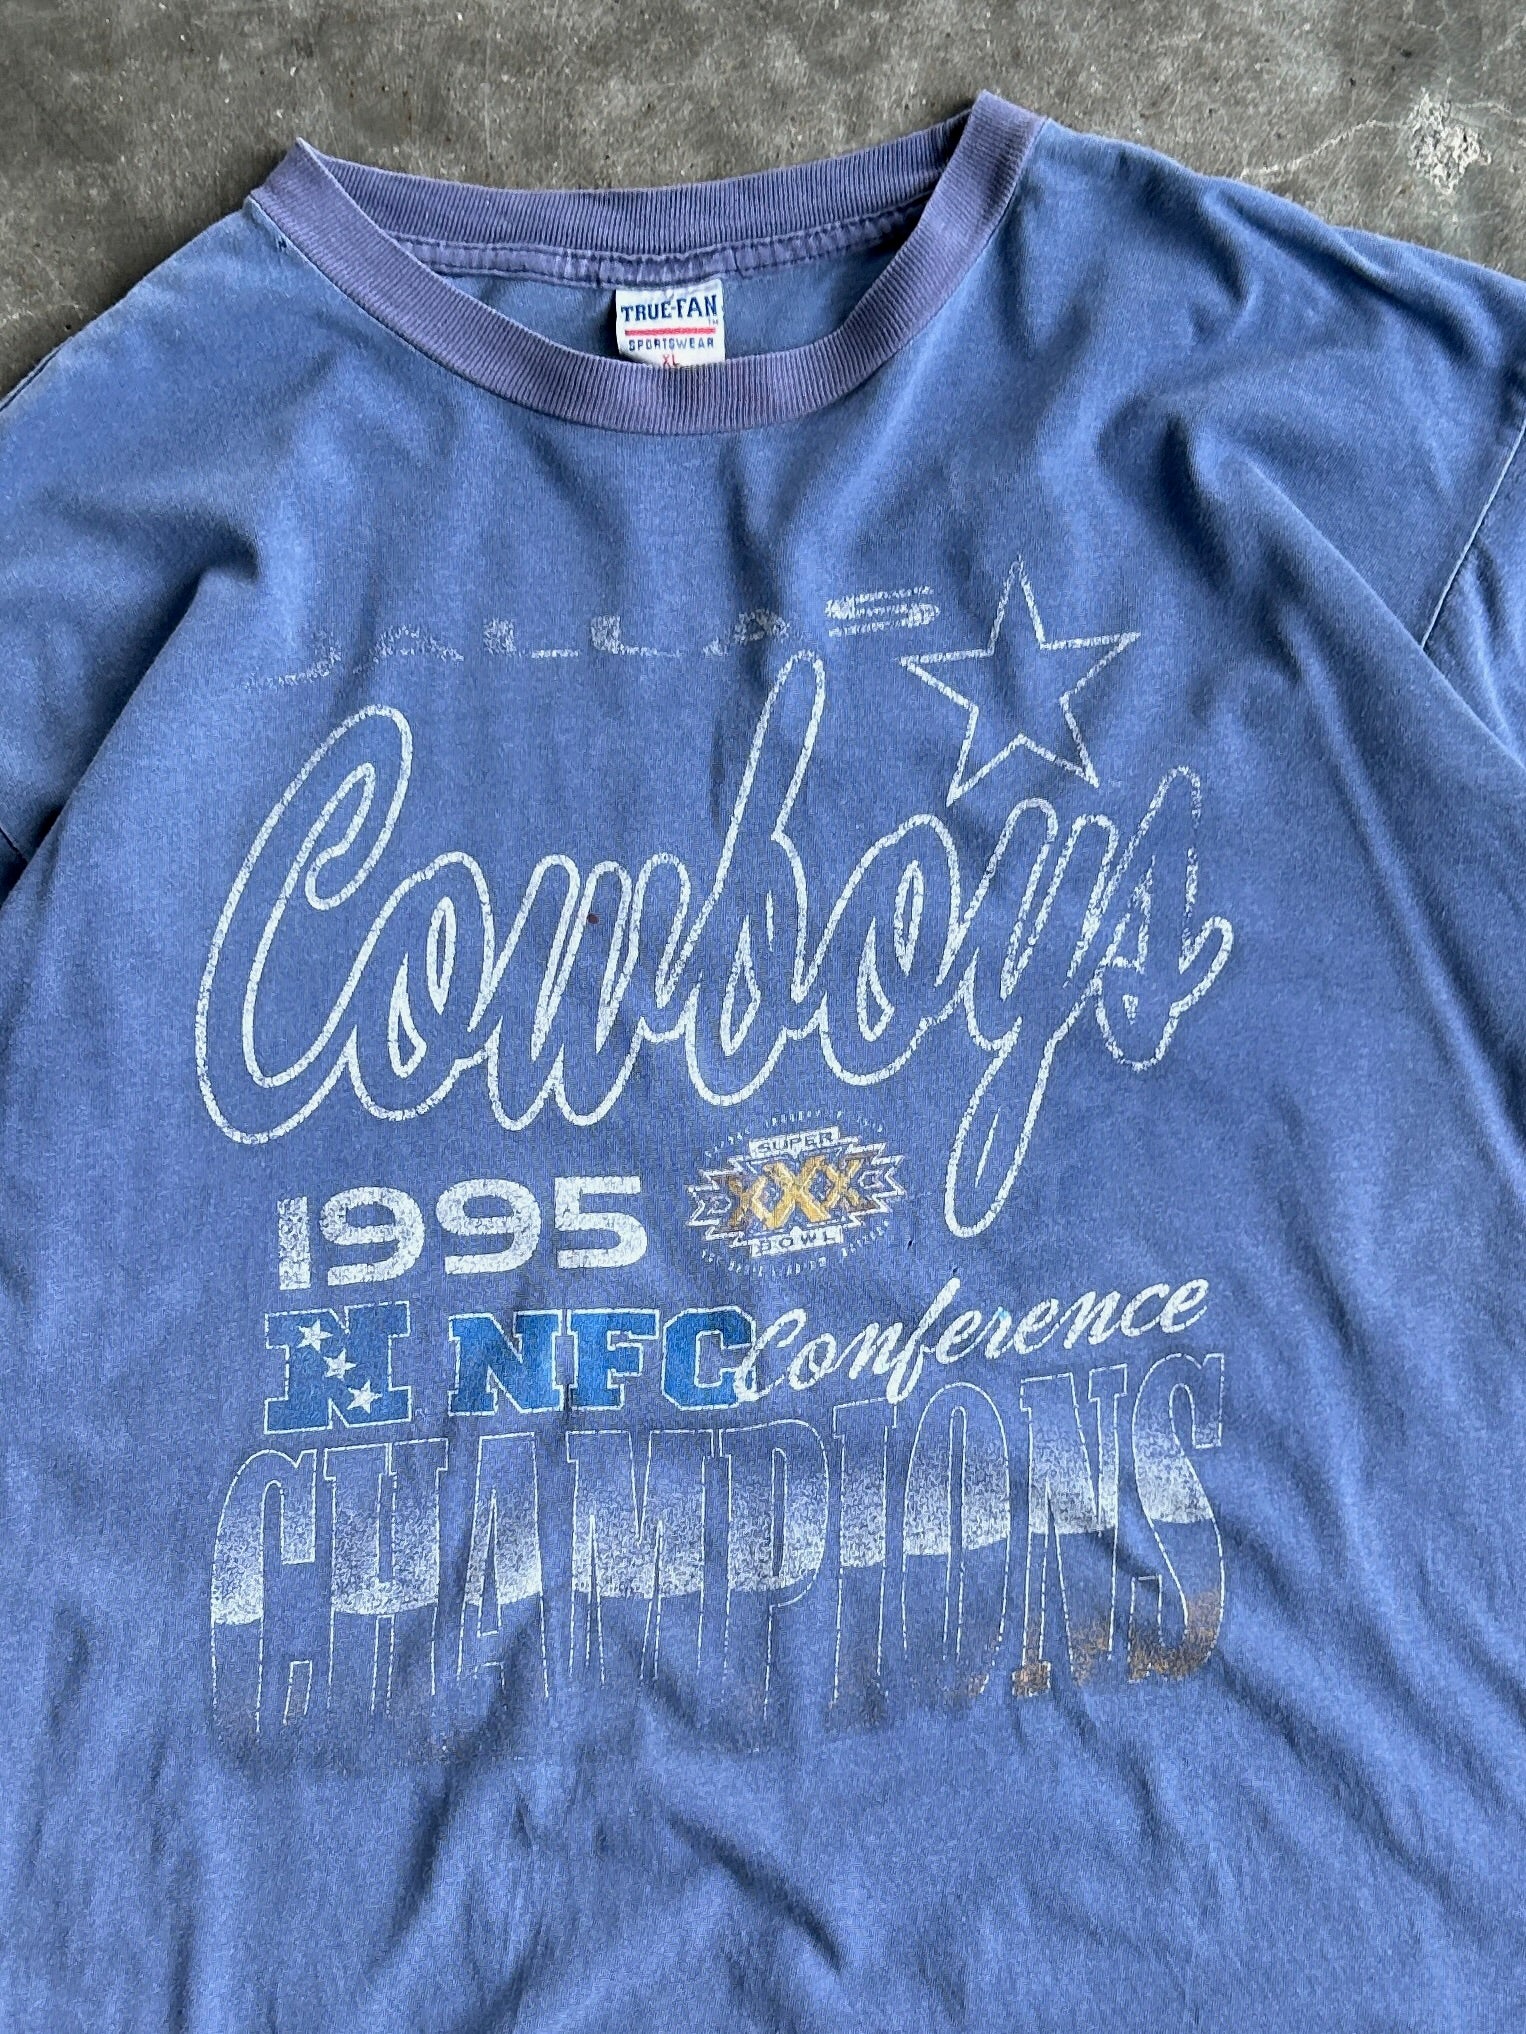 TRUE-FAN
SPORTSWEAR
XL
DALLAS
Cowboys
SUPER
XXX
BOWL
1995
N NFC Conference
CHAMPIONS